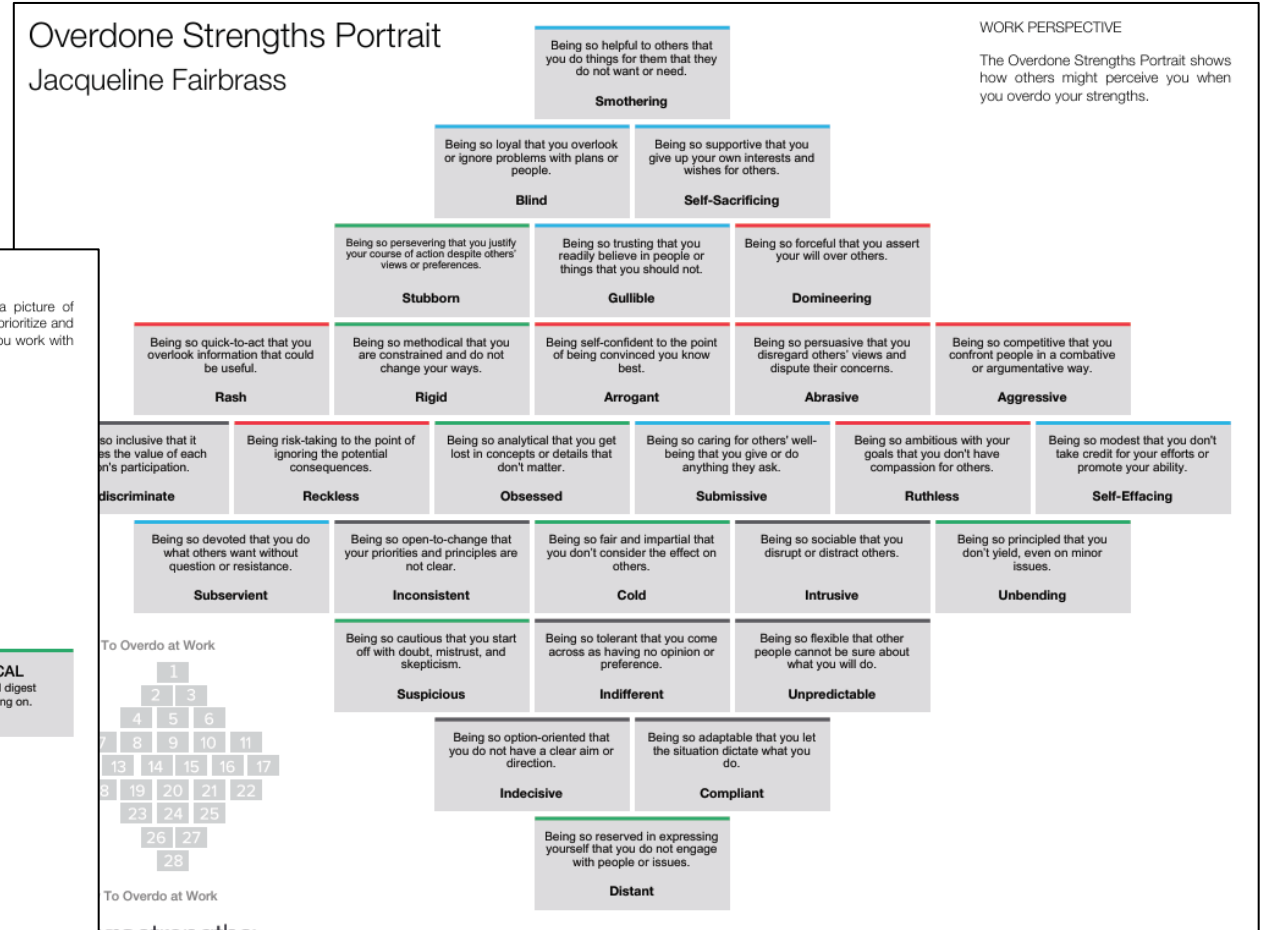 Overdone Strengths Portrait
Jacqueline Fairbrass
WORK PERSPECTIVE
The Overdone Strengths Portrait shows
how others might perceive you when
you overdo your strengths.
Being so helpful to others that
you do things for them that they
do not want or need.
Smothering
Being so loyal that you overlook
or ignore problems with plans or
people.
Blind
Being so supportive that you
give up your own interests and
wishes for others.
Self-Sacrificing
Being so persevering that you justify
your course of action despite others'
views or preferences.
Stubborn
Being so trusting that you
readily believe in people or
things that you should not.
Gullible
Being so forceful that you assert
your will over others.
Domineering
a picture of
prioritize and
ou work with
Being so quick-to-act that you
overlook information that could
be useful.
Rash
Being so methodical that you
are constrained and do not
change your ways.
Rigid
Being self-confident to the point
of being convinced you know
best.
Arrogant
Being so persuasive that you
disregard others' views and
dispute their concerns.
Abrasive
Being so competitive that you
confront people in a combative
or argumentative way.
Aggressive
so inclusive that it
es the value of each
on's participation.
discriminate
Being risk-taking to the point of
ignoring the potential
consequences.
Reckless
Being so analytical that you get
lost in concepts or details that
don't matter.
Obsessed
Being so caring for others' well-
being that you give or do
anything they ask.
Submissive
Being so ambitious with your
goals that you don't have
compassion for others.
Ruthless
Being so modest that you don't
take credit for your efforts or
promote your ability.
Self-Effacing
Being so devoted that you do
what others want without
question or resistance.
Subservient
Being so open-to-change that
your priorities and principles are
not clear.
Inconsistent
Being so fair and impartial that
you don't consider the effect on
others.
Cold
Being so sociable that you
disrupt or distract others.
Intrusive
Being so principled that you
don't yield, even on minor
issues.
Unbending
Being so cautious that you start
off with doubt, mistrust, and
skepticism.
Suspicious
Being so tolerant that you come
across as having no opinion or
preference.
Indifferent
Being so flexible that other
people cannot be sure about
what you will do.
Unpredictable
CAL
d digest
ng on.
To Overdo at Work
1
2 3
4 5 6
7 8 9 10 11
13 14 15 16 17
8 19 20 21 22
23 24 25
26 27
28
To Overdo at Work
Being so option-oriented that
you do not have a clear aim or
direction.
Indecisive
Being so adaptable that you let
the situation dictate what you
do.
Compliant
Being so reserved in expressing
yourself that you do not engage
with people or issues.
Distant